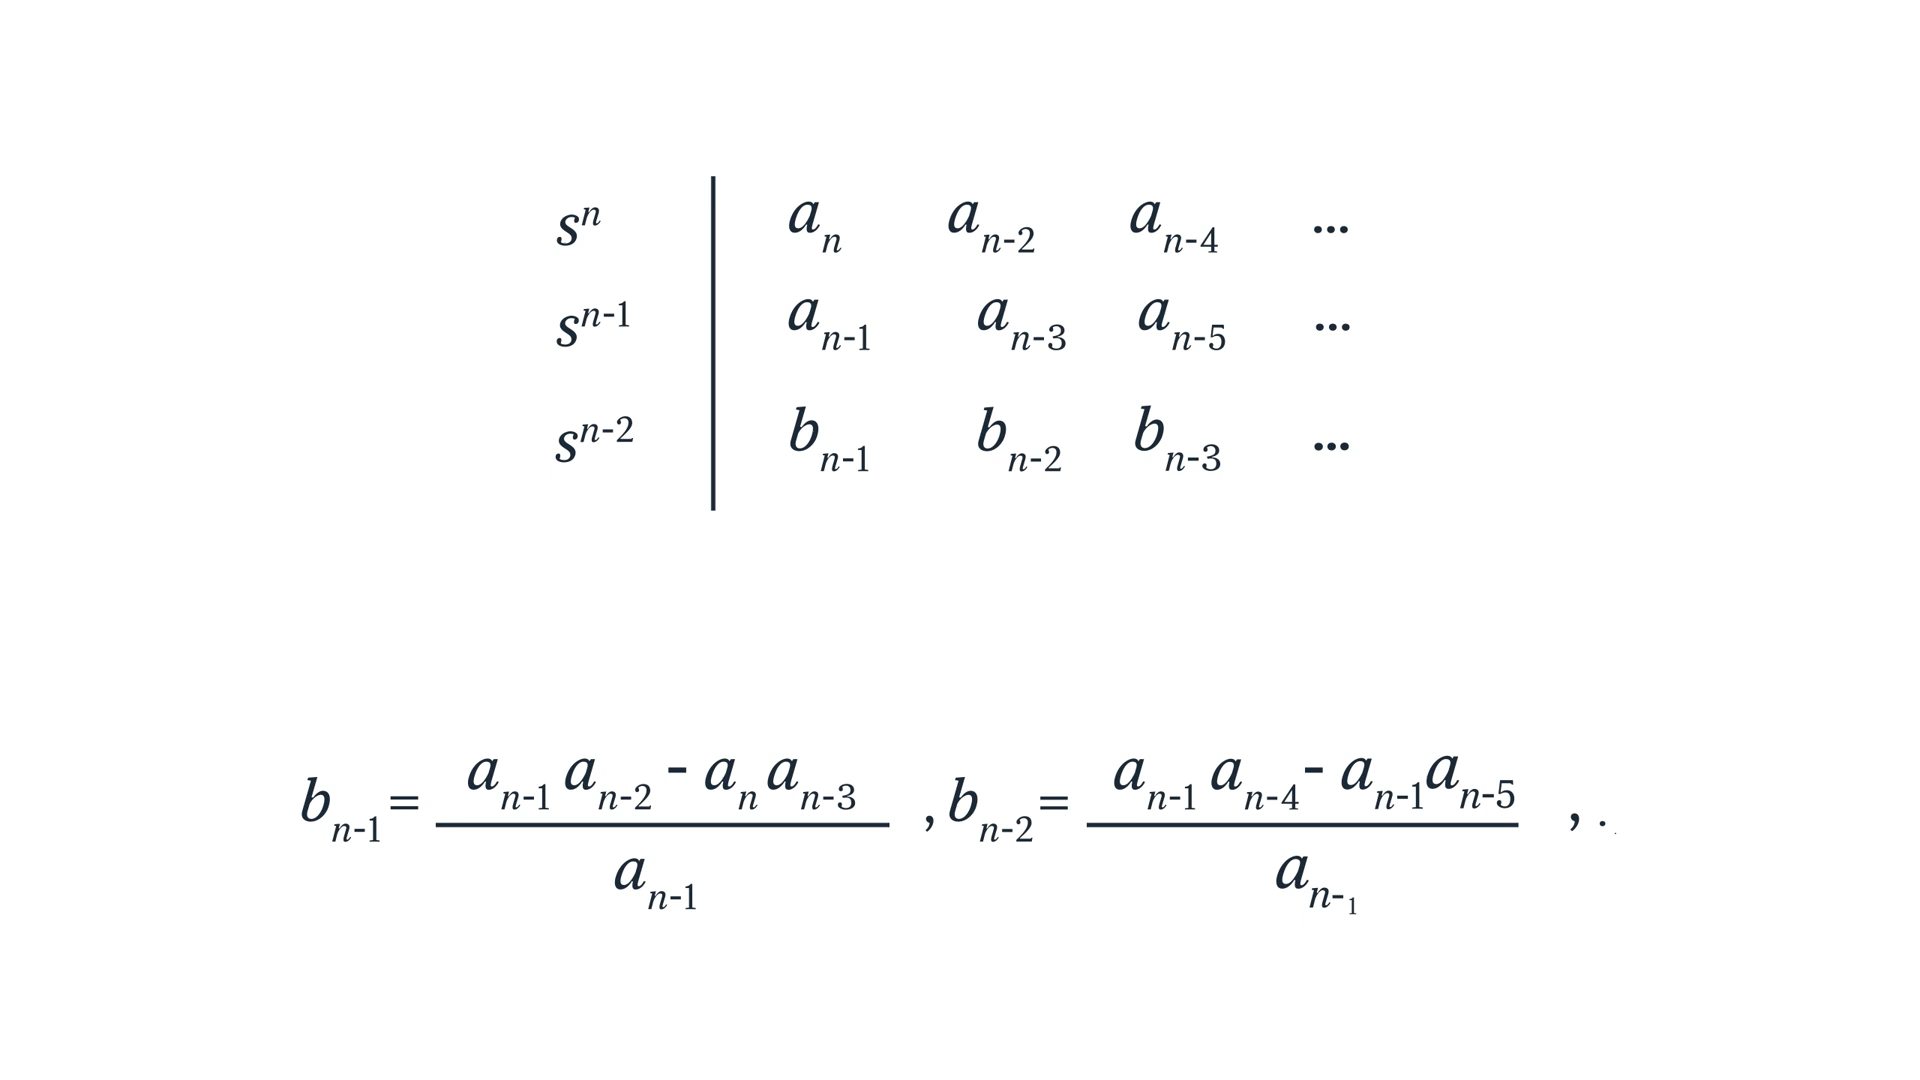 sⁿ | aₙ aₙ₋₂ aₙ₋₄ ...
sⁿ⁻¹ | aₙ₋₁ aₙ₋₃ aₙ₋₅ ...
sⁿ⁻² | bₙ₋₁ bₙ₋₂ bₙ₋₃ ...
bₙ₋₁ = (aₙ₋₁ aₙ₋₂ - aₙ aₙ₋₃) / aₙ₋₁ , bₙ₋₂ = (aₙ₋₁ aₙ₋₄ - aₙ₋₁ aₙ₋₅) / aₙ₋₁ , .